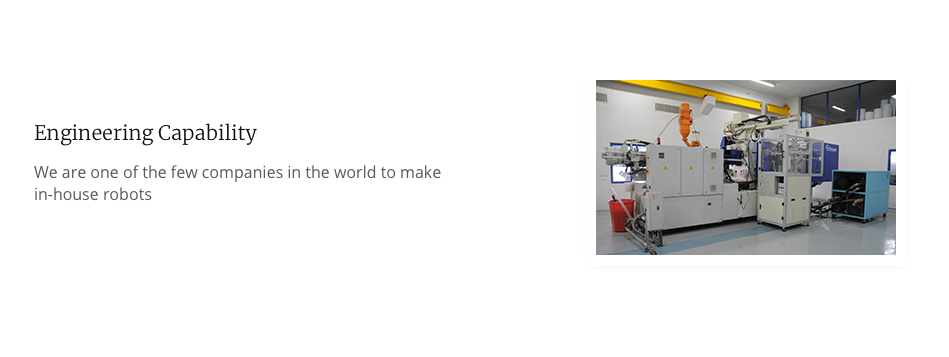 Engineering Capability
We are one of the few companies in the world to make
in-house robots